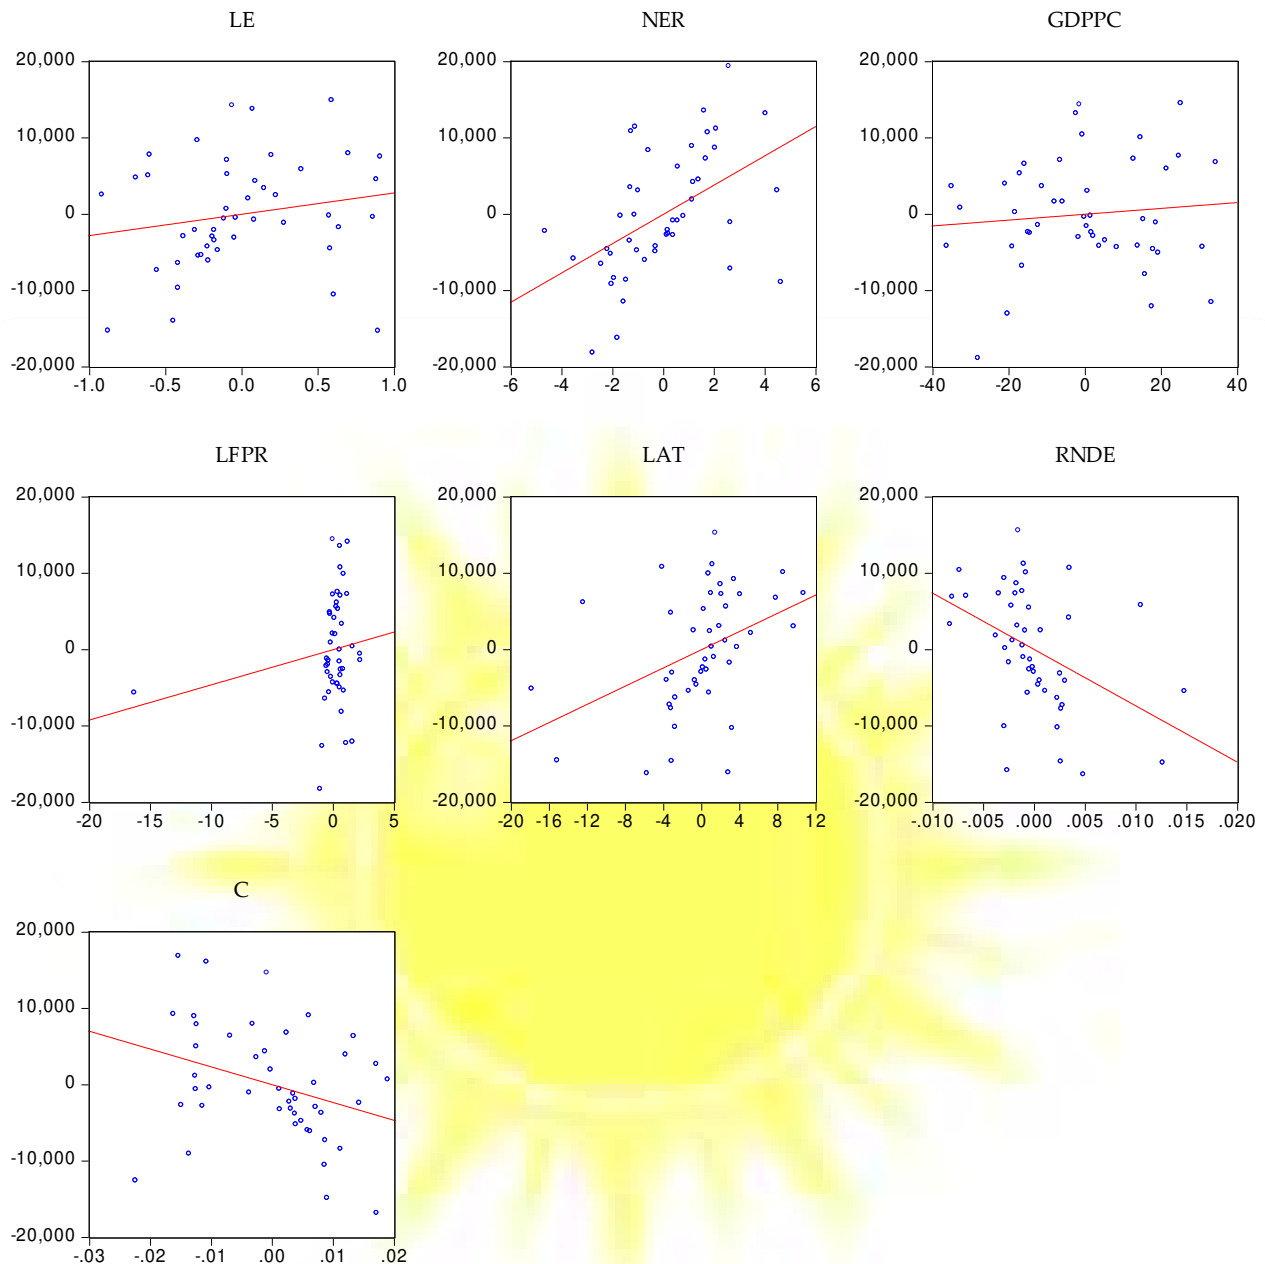 LE NER GDPPC
20,000 20,000 20,000
10,000 10,000 10,000
0 0 0
-10,000 -10,000 -10,000
-20,000 -20,000 -20,000
-1.0 -0.5 0.0 0.5 1.0 -6 -4 -2 0 2 4 6 -40 -20 0 20 40
LFPR LAT RNDE
20,000 20,000 20,000
10,000 10,000 10,000
0 0 0
-10,000 -10,000 -10,000
-20,000 -20,000 -20,000
-20 -15 -10 -5 0 5 -20 -16 -12 -8 -4 0 4 8 12 -.010 -.005 .000 .005 .010 .015 .020
C
20,000
10,000
0
-10,000
-20,000
-.03 -.02 -.01 .00 .01 .02